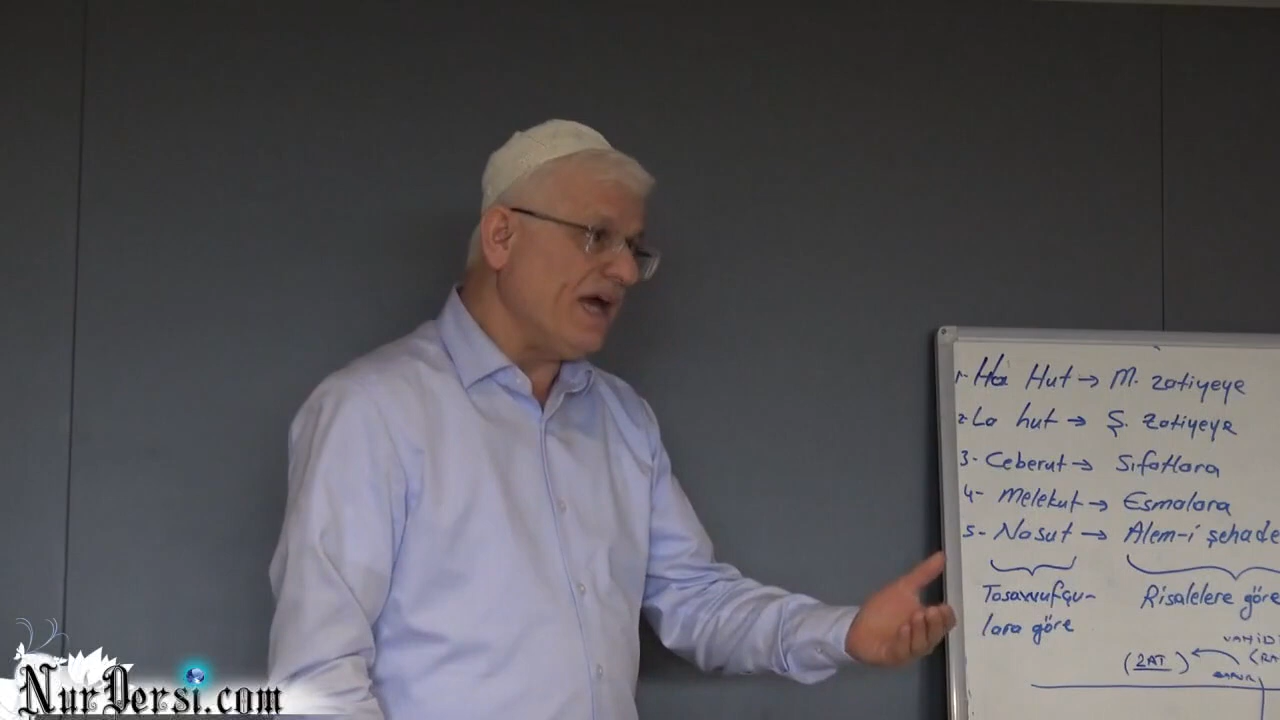 1- Ha Hut → M. zatiyeye
2- La hut → Ş. zatiyeye
3- Ceberut → Sıfatlara
4- Melekut → Esmalara
5- Nasut → Alem-i şehade
Tasavvufçu-
lara göre
Risalelere göre
(ZAT)
NurDersi.com